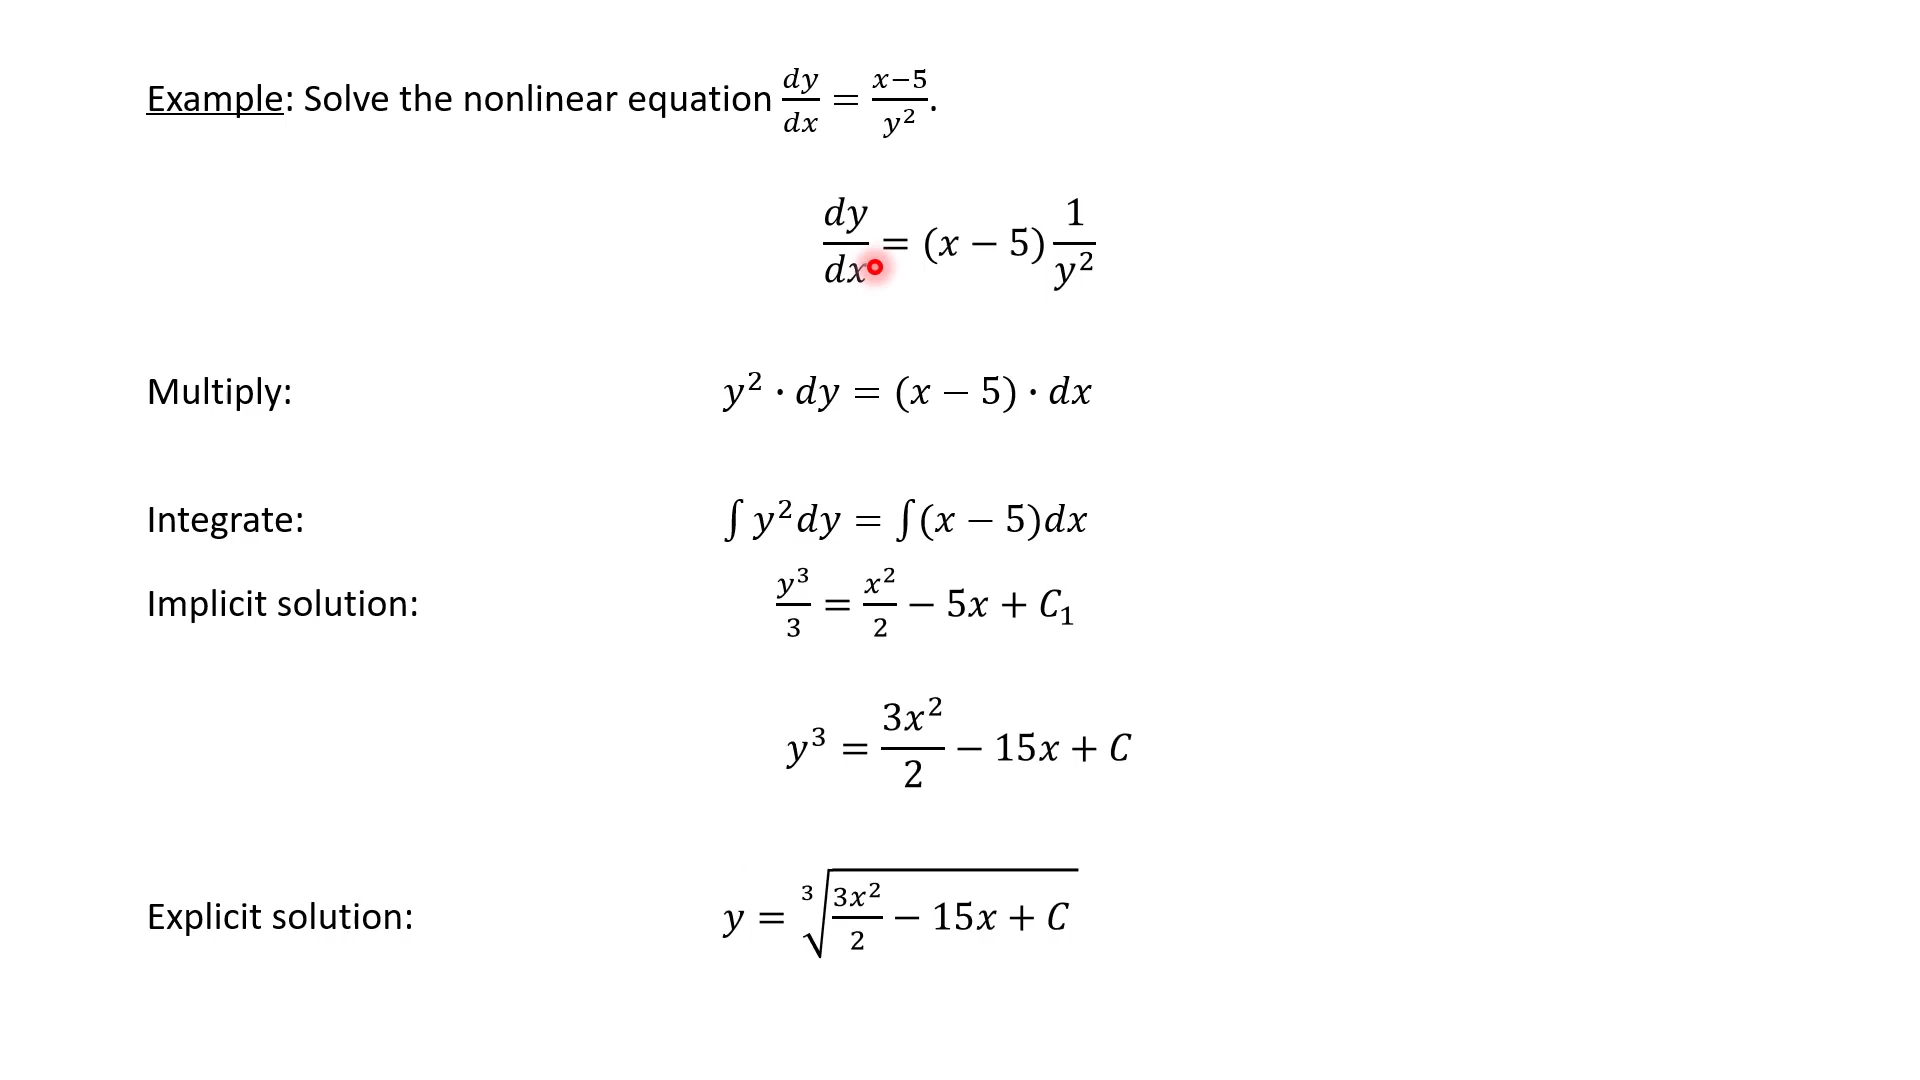 Example: Solve the nonlinear equation dy/dx = x−5/y².
dy/dx = (x − 5) 1/y²
Multiply: y² · dy = (x − 5) · dx
Integrate: ∫ y²dy = ∫(x − 5)dx
Implicit solution: y³/3 = x²/2 − 5x + C₁
y³ = 3x²/2 − 15x + C
Explicit solution: y = ³√(3x²/2 − 15x + C)